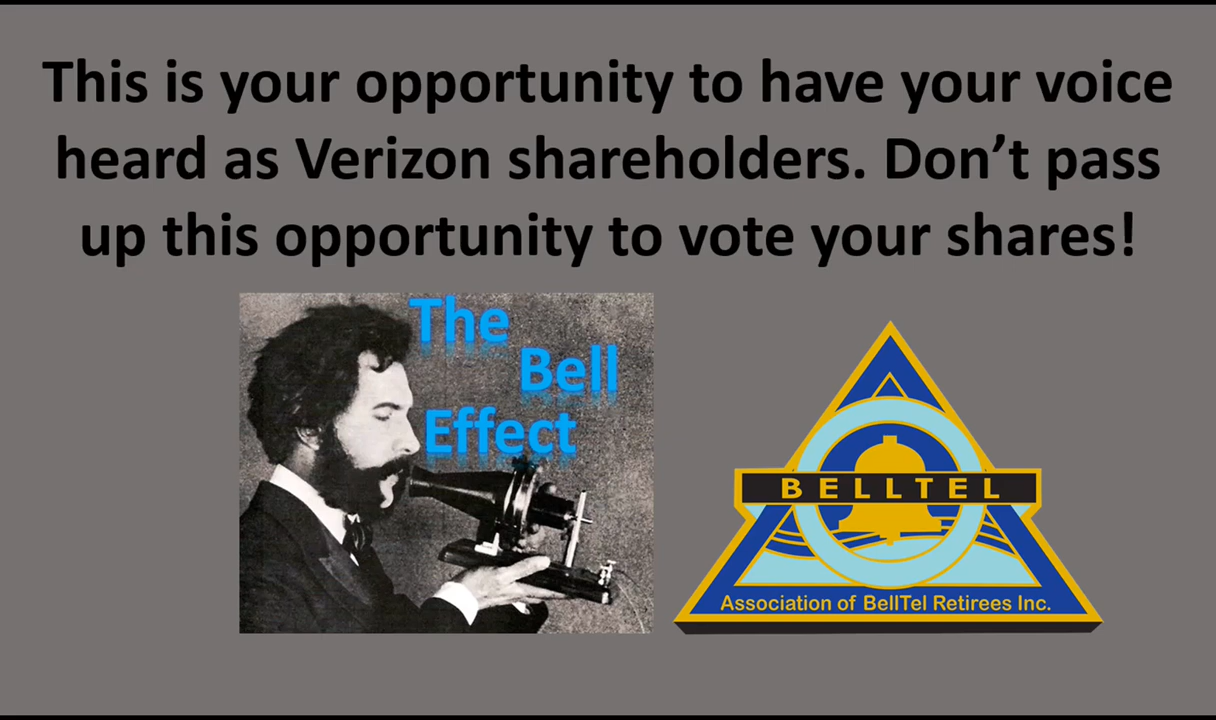 This is your opportunity to have your voice
heard as Verizon shareholders. Don’t pass
up this opportunity to vote your shares!
The
Bell
Effect
BELLTEL
Association of BellTel Retirees Inc.